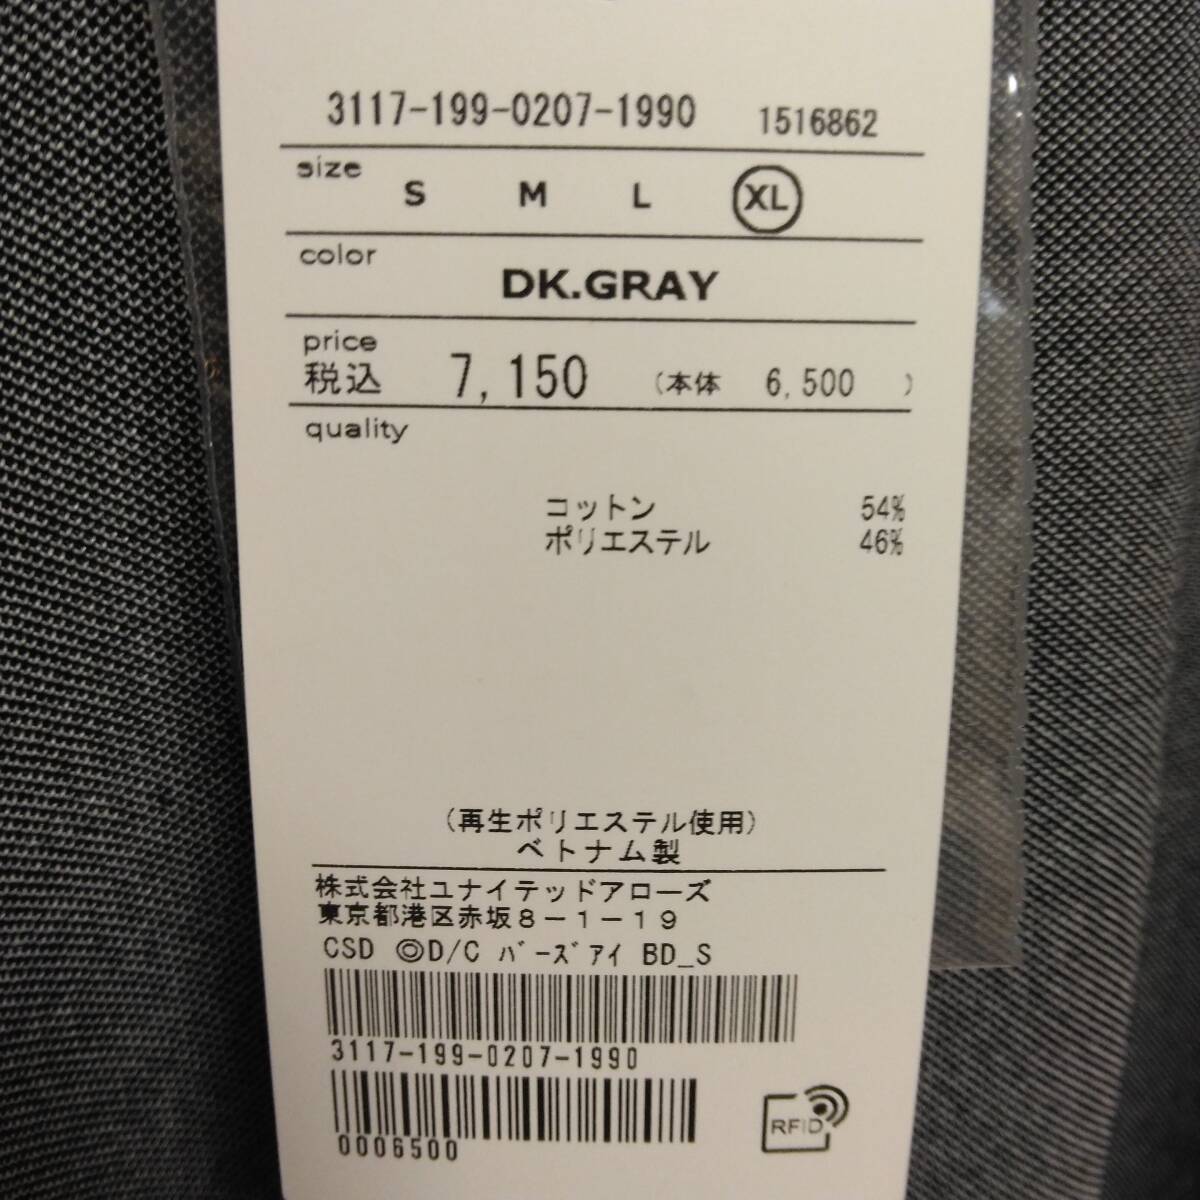 3117-199-0207-1990 1516862
size
S M L XL
color
DK.GRAY
price
税込 7,150 (本体 6,500 )
quality
コットン 54%
ポリエステル 46%
(再生ポリエステル使用)
ベトナム製
株式会社ユナイテッドアローズ
東京都港区赤坂8-1-19
CSD ◎D/C バーズアイ BD_S
3117-199-0207-1990
0006500
RFID